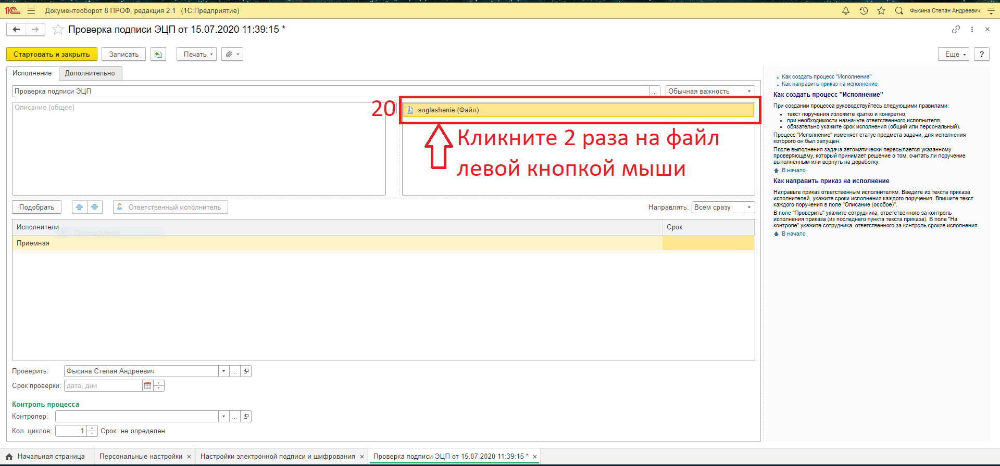 1С Документооборот 8 ПРОФ, редакция 2.1 (1С:Предприятие) Фысина Степан Андреевич
Проверка подписи ЭЦП от 15.07.2020 11:39:15 *
Стартовать и закрыть Записать Печать Еще ?
Исполнение Дополнительно
Проверка подписи ЭЦП ... Обычная важность
Описание (общее)
20
soglashenie (Файл)
Кликните 2 раза на файл
левой кнопкой мыши
Подобрать Ответственный исполнитель Направлять: Всем сразу
Исполнители Срок
Прямоугольник
Приемная
Проверить: Фысина Степан Андреевич ...
Срок проверки: дата, дни
Контроль процесса
Контролер: ...
Кол. циклов: 1 Срок: не определен
Как создать процесс "Исполнение"
Как направить приказ на исполнение
Как создать процесс "Исполнение"
При создании процесса руководствуйтесь следующими правилами:
• текст поручения изложите кратко и конкретно,
• при необходимости назначьте ответственного исполнителя,
• обязательно укажите срок исполнения (общий или персональный).
Процесс "Исполнение" изменяет статус предмета задачи, для исполнения
которого он был запущен.
После выполнения задача автоматически пересылается указанному
проверяющему, который принимает решение о том, считать ли поручение
выполненным или вернуть на доработку.
В начало
Как направить приказ на исполнение
Направьте приказ ответственным исполнителям. Введите из текста приказа
исполнителей, укажите сроки исполнения каждого поручения. Впишите текст
каждого поручения в поле "Описание (особое)".
В поле "Проверить" укажите сотрудника, ответственного за контроль
исполнения приказа (из последнего пункта текста приказа). В поле "На
контроле" укажите сотрудника, ответственного за контроль сроков исполнения.
В начало
Начальная страница Персональные настройки × Настройки электронной подписи и шифрования × Проверка подписи ЭЦП от 15.07.2020 11:39:15 * ×